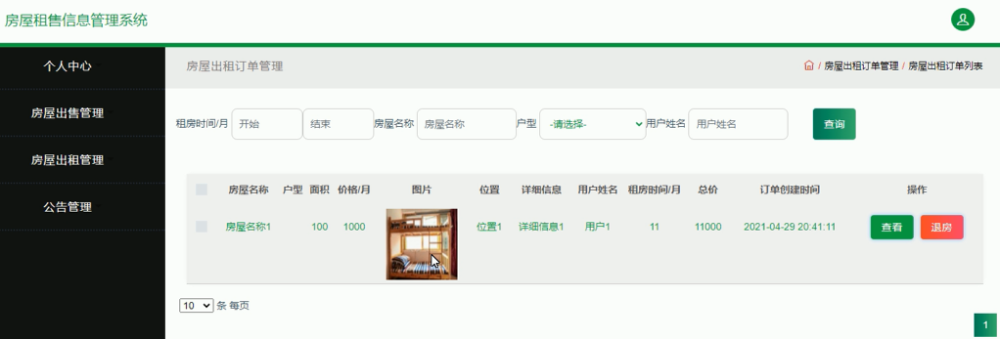 房屋租售信息管理系统
个人中心
房屋出售管理
房屋出租管理
公告管理
房屋出租订单管理
/ 房屋出租订单管理 / 房屋出租订单列表
租房时间/月 开始 结束 房屋名称 房屋名称 户型 -请选择- 用户姓名 用户姓名 查询
房屋名称 户型 面积 价格/月 图片 位置 详细信息 用户姓名 租房时间/月 总价 订单创建时间 操作
房屋名称1 100 1000 位置1 详细信息1 用户1 11 11000 2021-04-29 20:41:11 查看 退房
10 条 每页
1